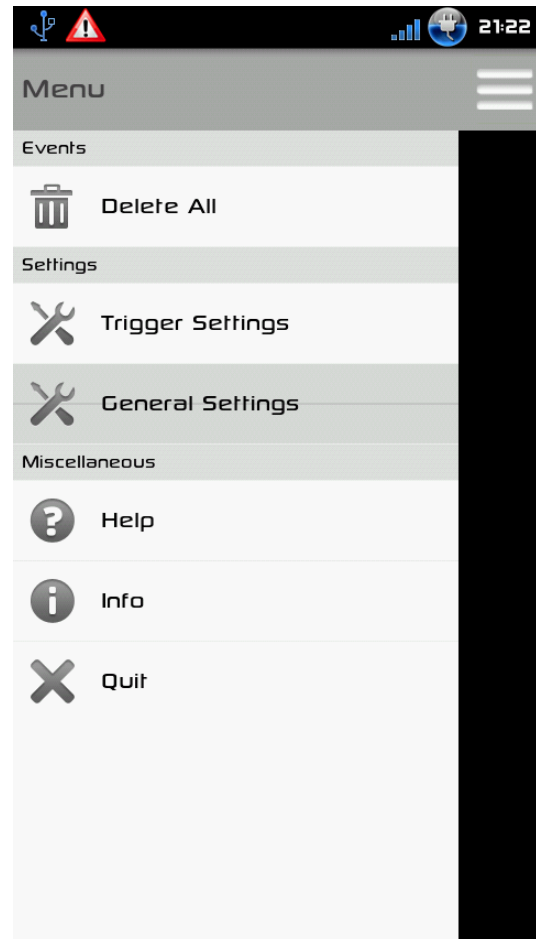 21:22
Menu
Events
Delete All
Settings
Trigger Settings
General Settings
Miscellaneous
Help
Info
Quit